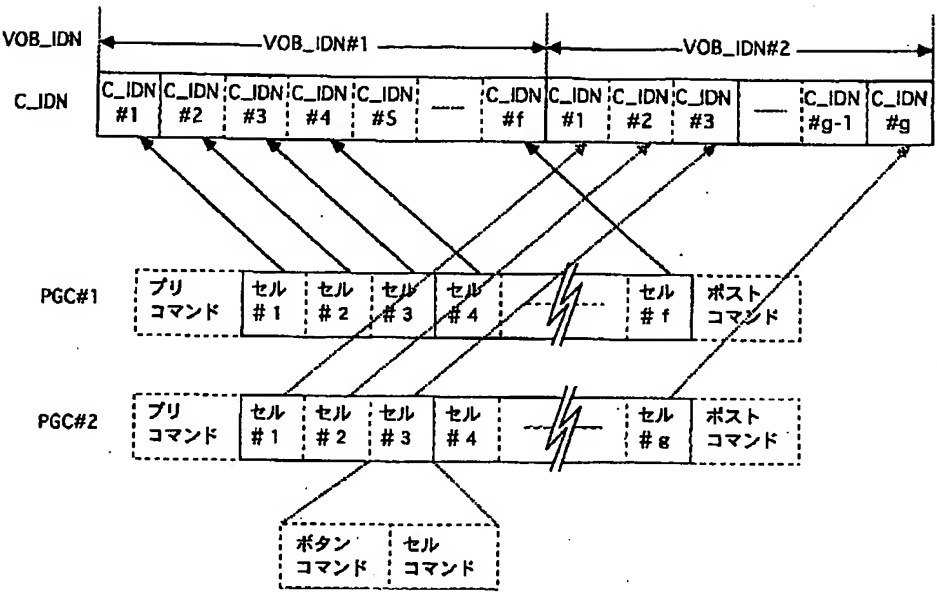 VOB_IDN VOB_IDN#1 VOB_IDN#2
C_IDN C_IDN C_IDN C_IDN C_IDN C_IDN C_IDN C_IDN C_IDN C_IDN C_IDN C_IDN
#1 #2 #3 #4 #S #f #1 #2 #3 #g-1 #g
PGC#1 プリ セル セル セル セル セル ポスト
コマンド #1 #2 #3 #4 #f コマンド
PGC#2 プリ セル セル セル セル セル ポスト
コマンド #1 #2 #3 #4 #g コマンド
ボタン セル
コマンド コマンド